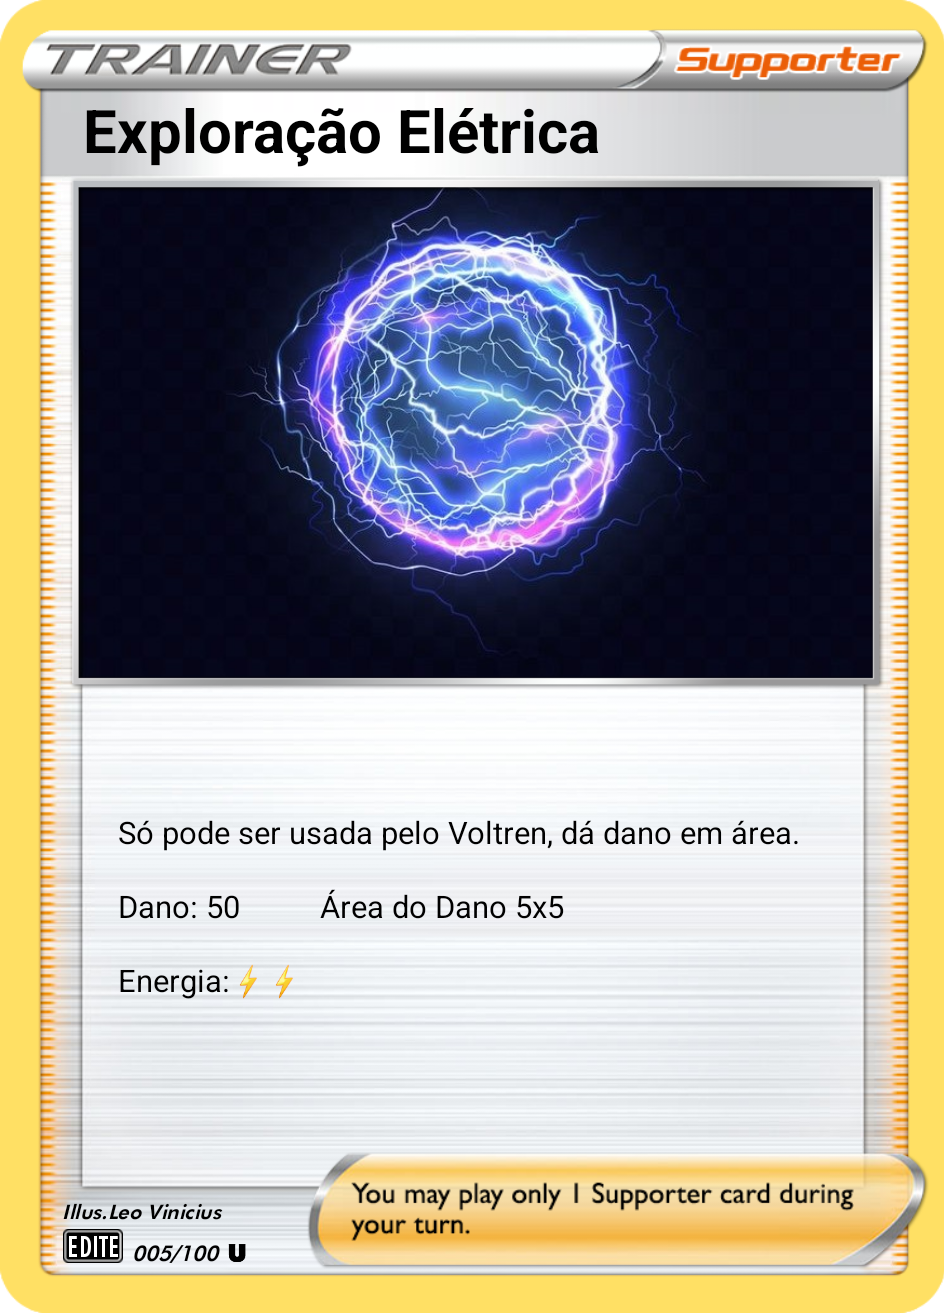 TRAINER
Supporter
Exploração Elétrica
Só pode ser usada pelo Voltren, dá dano em área.
Dano: 50 Área do Dano 5x5
Energia: ⚡ ⚡
You may play only 1 Supporter card during
your turn.
Illus.Leo Vinicius
EDITE 005/100 U